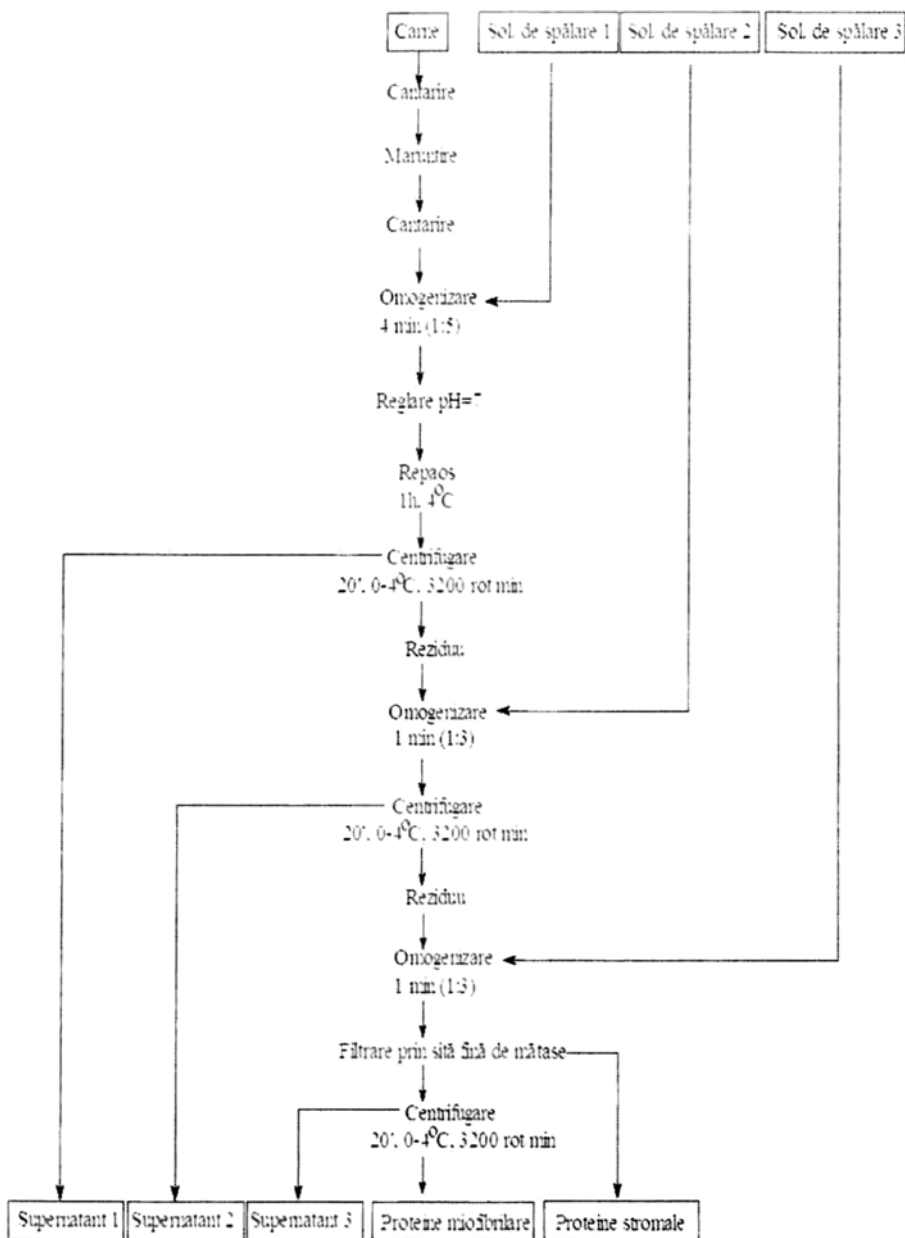 Carne
Sol. de spălare 1
Sol. de spălare 2
Sol. de spălare 3
Cantarire
Maruntire
Cantarire
Omogenizare
4 min (1:5)
Reglare pH=7
Repaos
1h, 4°C
Centrifugare
20', 0-4°C, 3200 rot min
Reziduu
Omogenizare
1 min (1:3)
Centrifugare
20', 0-4°C, 3200 rot min
Reziduu
Omogenizare
1 min (1:3)
Filtrare prin sită fină de mătase
Centrifugare
20', 0-4°C, 3200 rot min
Supernatant 1
Supernatant 2
Supernatant 3
Proteine miofibrilare
Proteine stromale